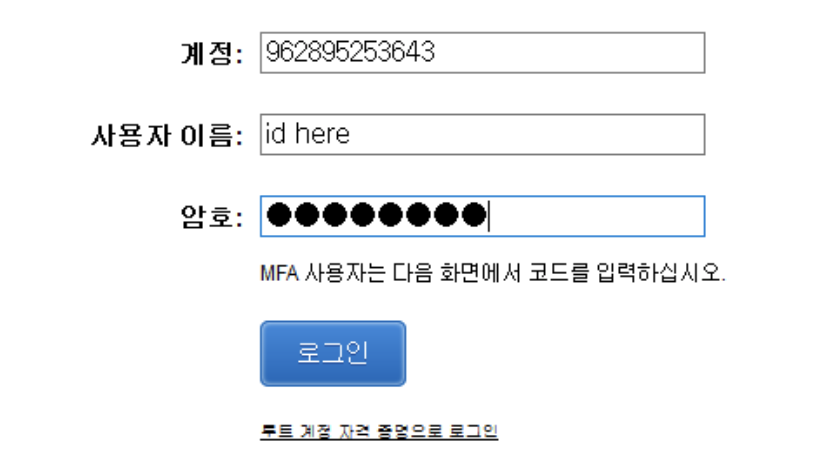 계정: 962895253643
사용자 이름: id here
암호: ●●●●●●●●
MFA 사용자는 다음 화면에서 코드를 입력하십시오.
로그인
루트 계정 자격 증명으로 로그인